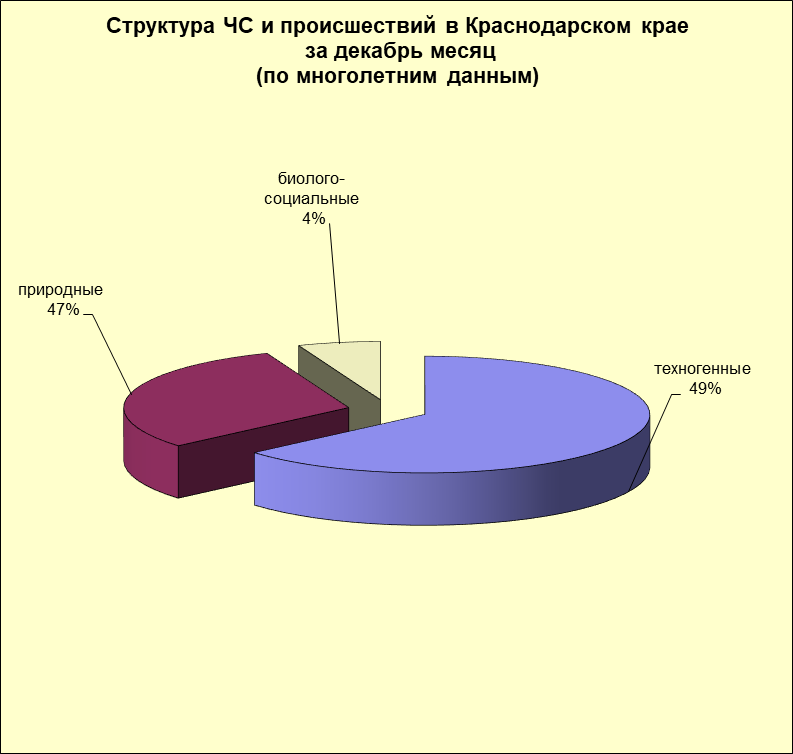 Структура ЧС и происшествий в Краснодарском крае
за декабрь месяц
(по многолетним данным)
биолого-
социальные
4%
природные
47%
техногенные
49%